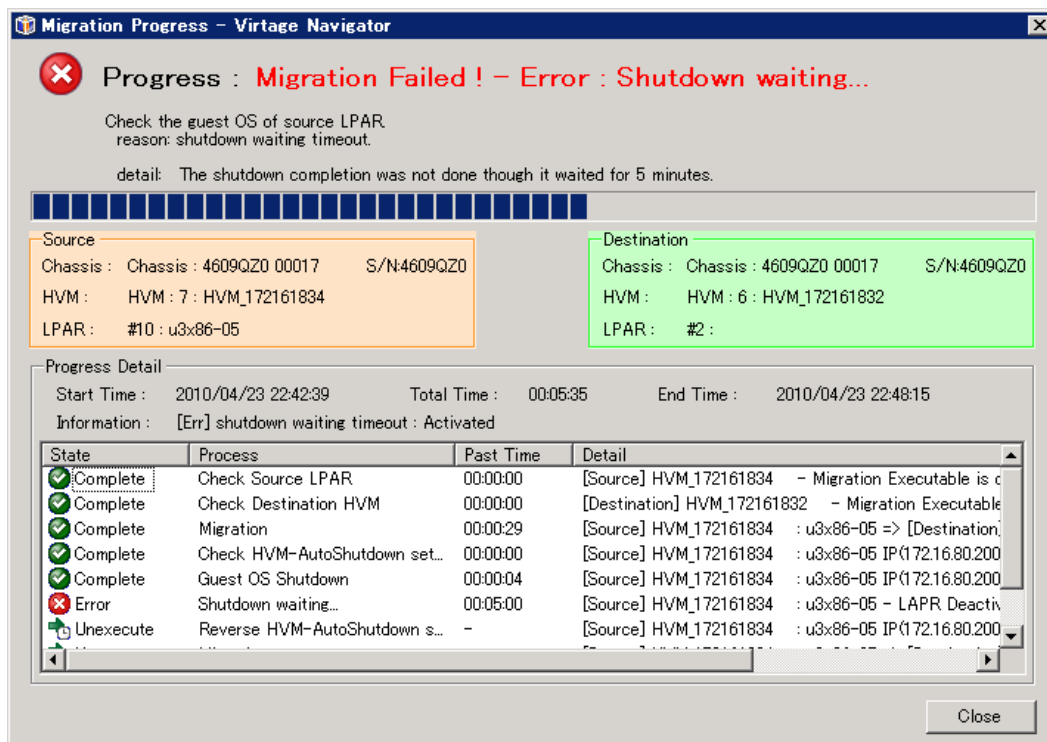 Migration Progress - Virtage Navigator
Progress : Migration Failed ! - Error : Shutdown waiting...
Check the guest OS of source LPAR.
reason: shutdown waiting timeout.
detail: The shutdown completion was not done though it waited for 5 minutes.
Source
Chassis : Chassis : 4609QZ0 00017 S/N:4609QZ0
HVM : HVM : 7 : HVM_172161834
LPAR : #10 : u3x86-05
Destination
Chassis : Chassis : 4609QZ0 00017 S/N:4609QZ0
HVM : HVM : 6 : HVM_172161832
LPAR : #2 :
Progress Detail
Start Time : 2010/04/23 22:42:39 Total Time : 00:05:35 End Time : 2010/04/23 22:48:15
Information : [Err] shutdown waiting timeout : Activated
State Process Past Time Detail
Complete Check Source LPAR 00:00:00 [Source] HVM_172161834 - Migration Executable is
Complete Check Destination HVM 00:00:00 [Destination] HVM_172161832 - Migration Executable
Complete Migration 00:00:29 [Source] HVM_172161834 : u3x86-05 => [Destination]
Complete Check HVM-AutoShutdown set... 00:00:00 [Source] HVM_172161834 : u3x86-05 IP(172.16.80.200
Complete Guest OS Shutdown 00:00:04 [Source] HVM_172161834 : u3x86-05 IP(172.16.80.200
Error Shutdown waiting... 00:05:00 [Source] HVM_172161834 : u3x86-05 - LAPR Deactiv
Unexecute Reverse HVM-AutoShutdown s... - [Source] HVM_172161834 : u3x86-05 IP(172.16.80.200
Close